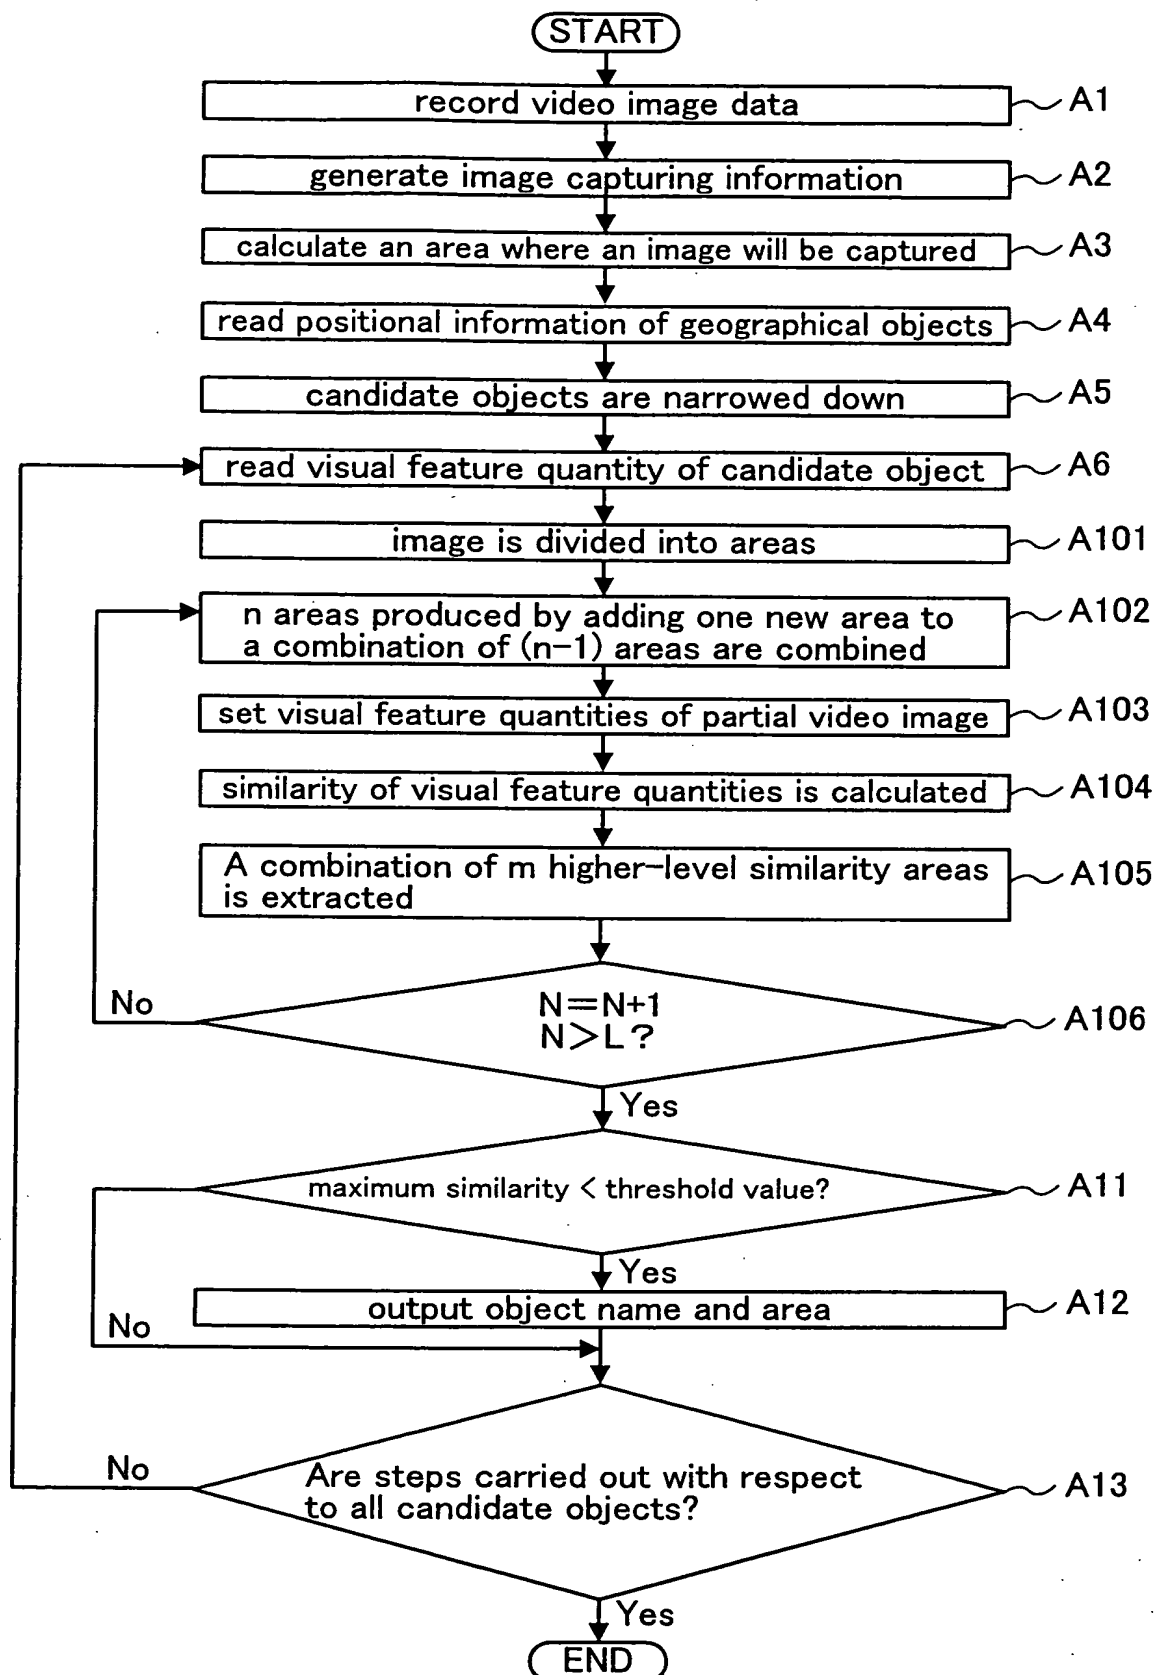 START
record video image data
A1
generate image capturing information
A2
calculate an area where an image will be captured
A3
read positional information of geographical objects
A4
candidate objects are narrowed down
A5
read visual feature quantity of candidate object
A6
image is divided into areas
A101
n areas produced by adding one new area to
a combination of (n-1) areas are combined
A102
set visual feature quantities of partial video image
A103
similarity of visual feature quantities is calculated
A104
A combination of m higher-level similarity areas
is extracted
A105
No
N=N+1
N>L?
A106
Yes
maximum similarity < threshold value?
A11
Yes
output object name and area
A12
No
No
Are steps carried out with respect
to all candidate objects?
A13
Yes
END